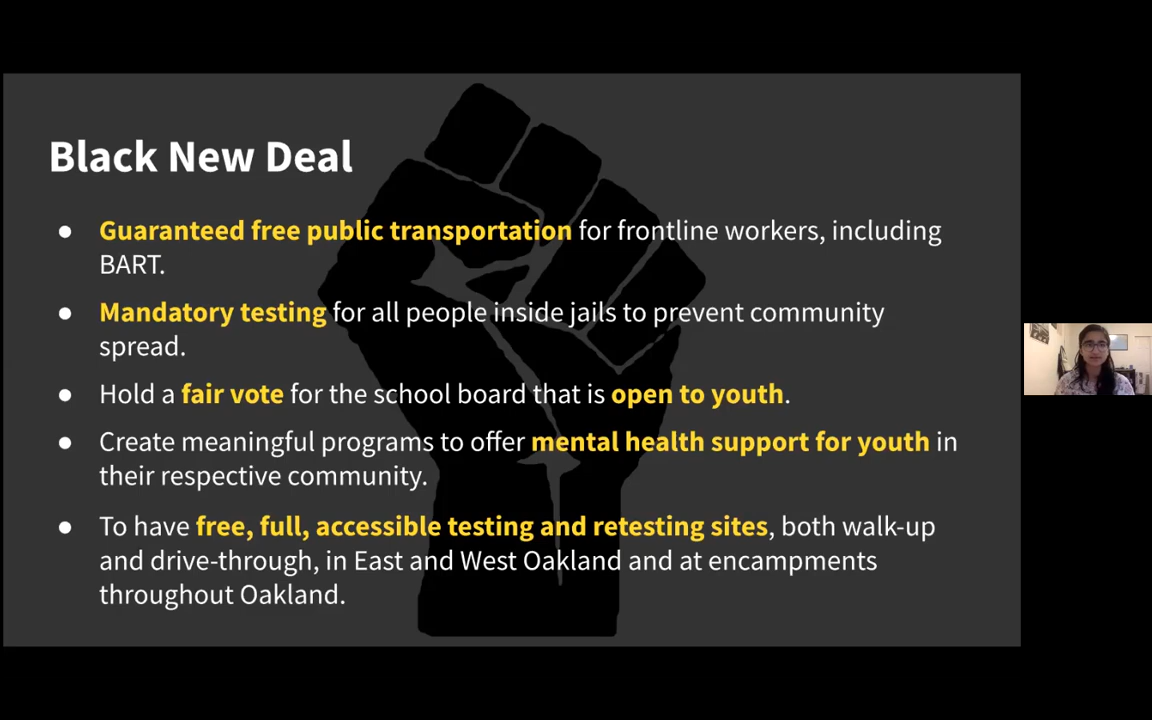 Black New Deal
● Guaranteed free public transportation for frontline workers, including
BART.
● Mandatory testing for all people inside jails to prevent community
spread.
● Hold a fair vote for the school board that is open to youth.
● Create meaningful programs to offer mental health support for youth in
their respective community.
● To have free, full, accessible testing and retesting sites, both walk-up
and drive-through, in East and West Oakland and at encampments
throughout Oakland.